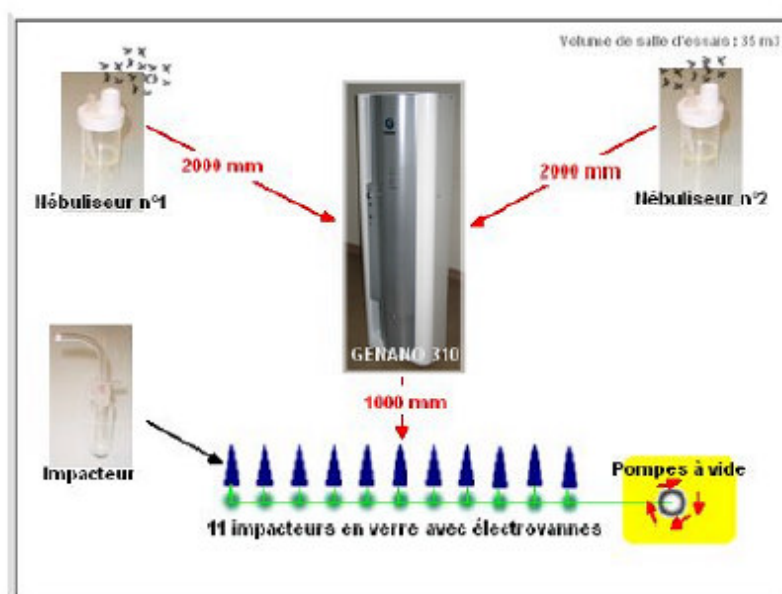 Volume de salle d'essais : 35 m3
2000 mm
2000 mm
Nébuliseur n°1
Nébuliseur n°2
GENANO 310
1000 mm
Impacteur
Pompes à vide
11 impacteurs en verre avec électrovannes